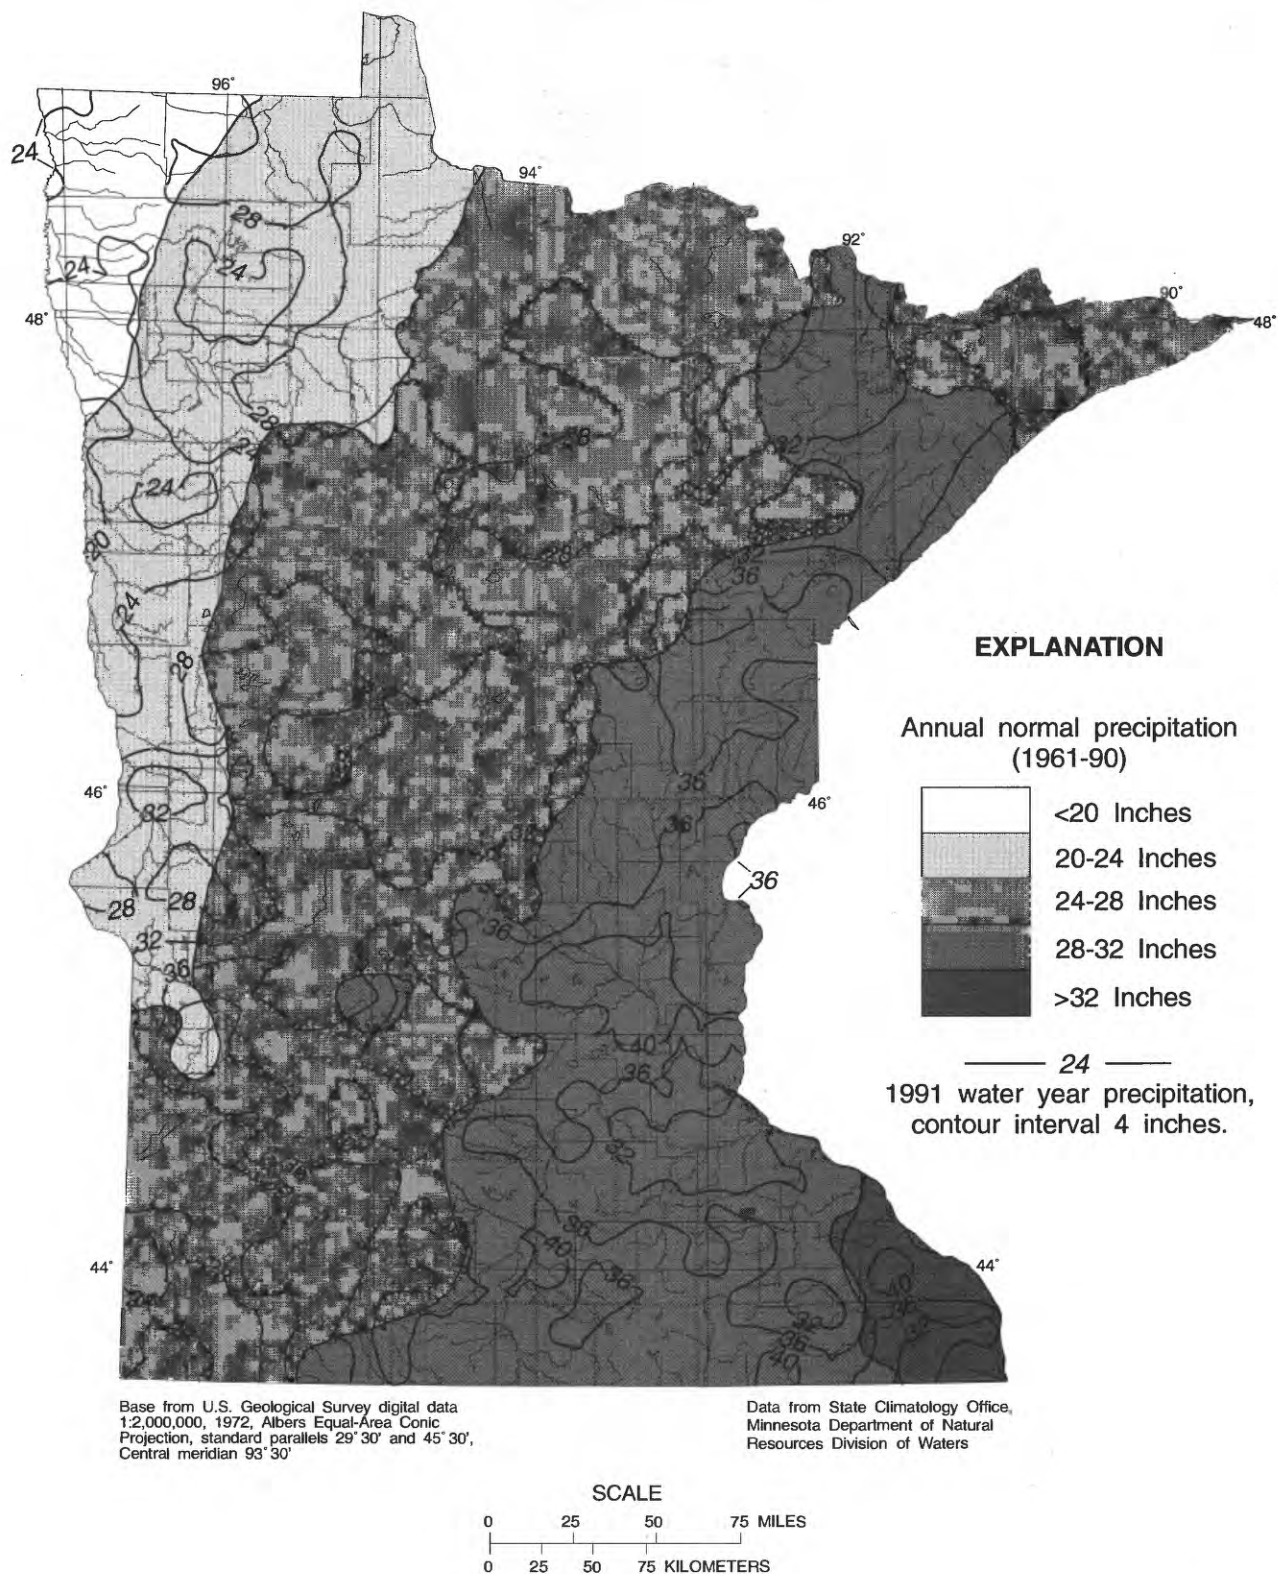 96°
24
94°
28
92°
24
24
90°
48°
48°
28
32
28
24
20
28
32
36
24
28
EXPLANATION
Annual normal precipitation
(1961-90)
36
46°
32
46°
<20 Inches
36
20-24 Inches
36
28
28
24-28 Inches
36
32
28-32 Inches
36
>32 Inches
40
24
36
1991 water year precipitation,
contour interval 4 inches.
32
36
40
44°
36
44°
40
36
32
32
36
40
Base from U.S. Geological Survey digital data
1:2,000,000, 1972, Albers Equal-Area Conic
Projection, standard parallels 29°30' and 45°30',
Central meridian 93°30'
Data from State Climatology Office,
Minnesota Department of Natural
Resources Division of Waters
SCALE
0 25 50 75 MILES
0 25 50 75 KILOMETERS